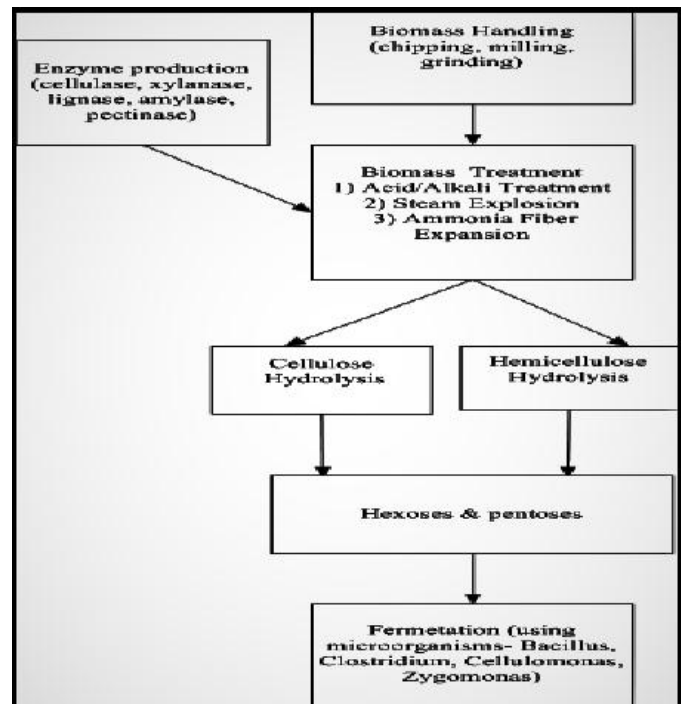 Biomass Handling
(chipping, milling,
grinding)
Enzyme production
(cellulase, xylanase,
lignase, amylase,
pectinase)
Biomass Treatment
1) Acid/Alkali Treatment
2) Steam Explosion
3) Ammonia Fiber
Expansion
Cellulose
Hydrolysis
Hemicellulose
Hydrolysis
Hexoses & pentoses
Fermetation (using
microorganisms- Bacillus,
Clostridium, Cellulomonas,
Zygomonas)